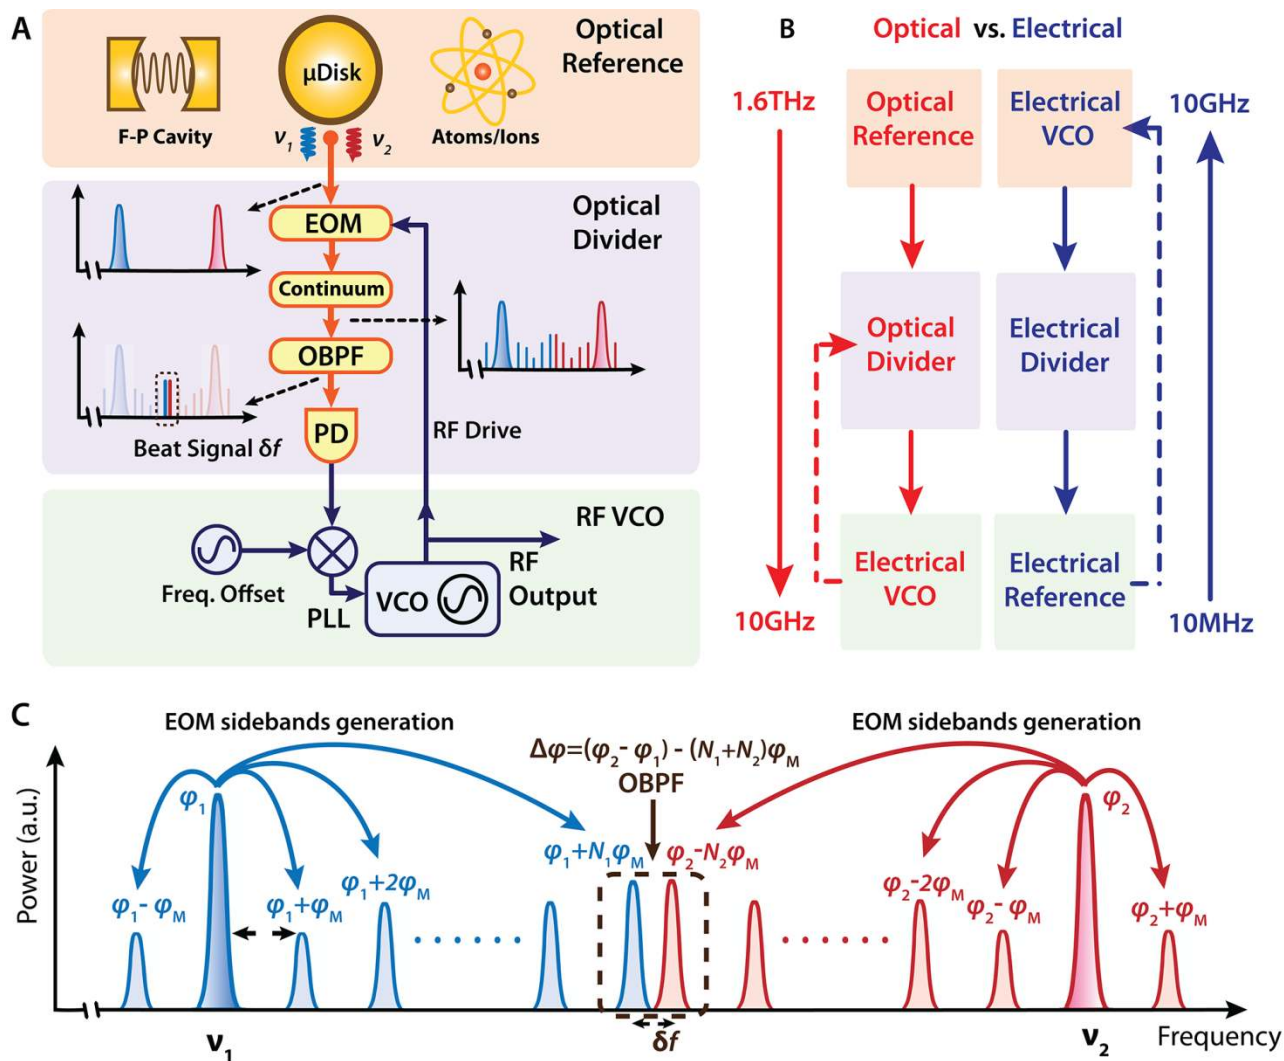 A
Optical
Reference
F-P Cavity
μDisk
ν1
ν2
Atoms/Ions
Optical
Divider
EOM
Continuum
OBPF
PD
Beat Signal δf
RF Drive
RF VCO
Freq. Offset
PLL
VCO
RF
Output
B
Optical vs. Electrical
1.6THz
Optical
Reference
Electrical
VCO
10GHz
Optical
Divider
Electrical
Divider
Electrical
VCO
Electrical
Reference
10GHz
10MHz
C
EOM sidebands generation
EOM sidebands generation
Δφ=(φ2- φ1) - (N1+N2)φM
OBPF
Power (a.u.)
φ1- φM
φ1
φ1+φM
φ1+2φM
φ1+N1φM
φ2-N2φM
φ2-2φM
φ2- φM
φ2
φ2+φM
ν1
δf
ν2
Frequency